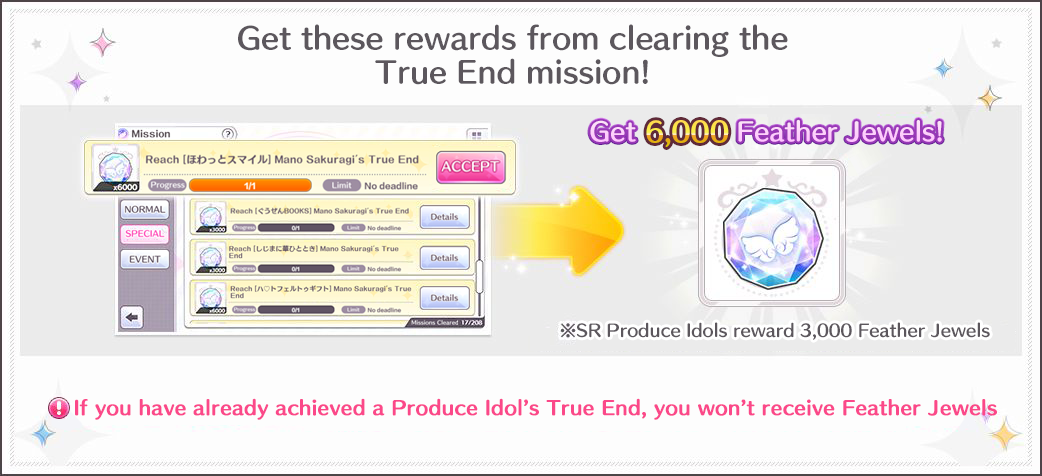 Get these rewards from clearing the
True End mission!
Mission
?
Reach [ほわっとスマイル] Mano Sakuragi's True End
ACCEPT
x6000
Progress
1/1
Limit
No deadline
Get 6,000 Feather Jewels!
NORMAL
SPECIAL
EVENT
Reach [ぐうぜんBOOKS] Mano Sakuragi's True End
x3000
Progress
0/1
Limit
No deadline
Details
Reach [しじまに華ひととき] Mano Sakuragi's True
End
x3000
Progress
0/1
Limit
No deadline
Details
Reach [ハ♡トフェルトゥギフト] Mano Sakuragi's True
End
x6000
Progress
0/1
Limit
No deadline
Details
Missions Cleared 17/208
※SR Produce Idols reward 3,000 Feather Jewels
If you have already achieved a Produce Idol's True End, you won't receive Feather Jewels